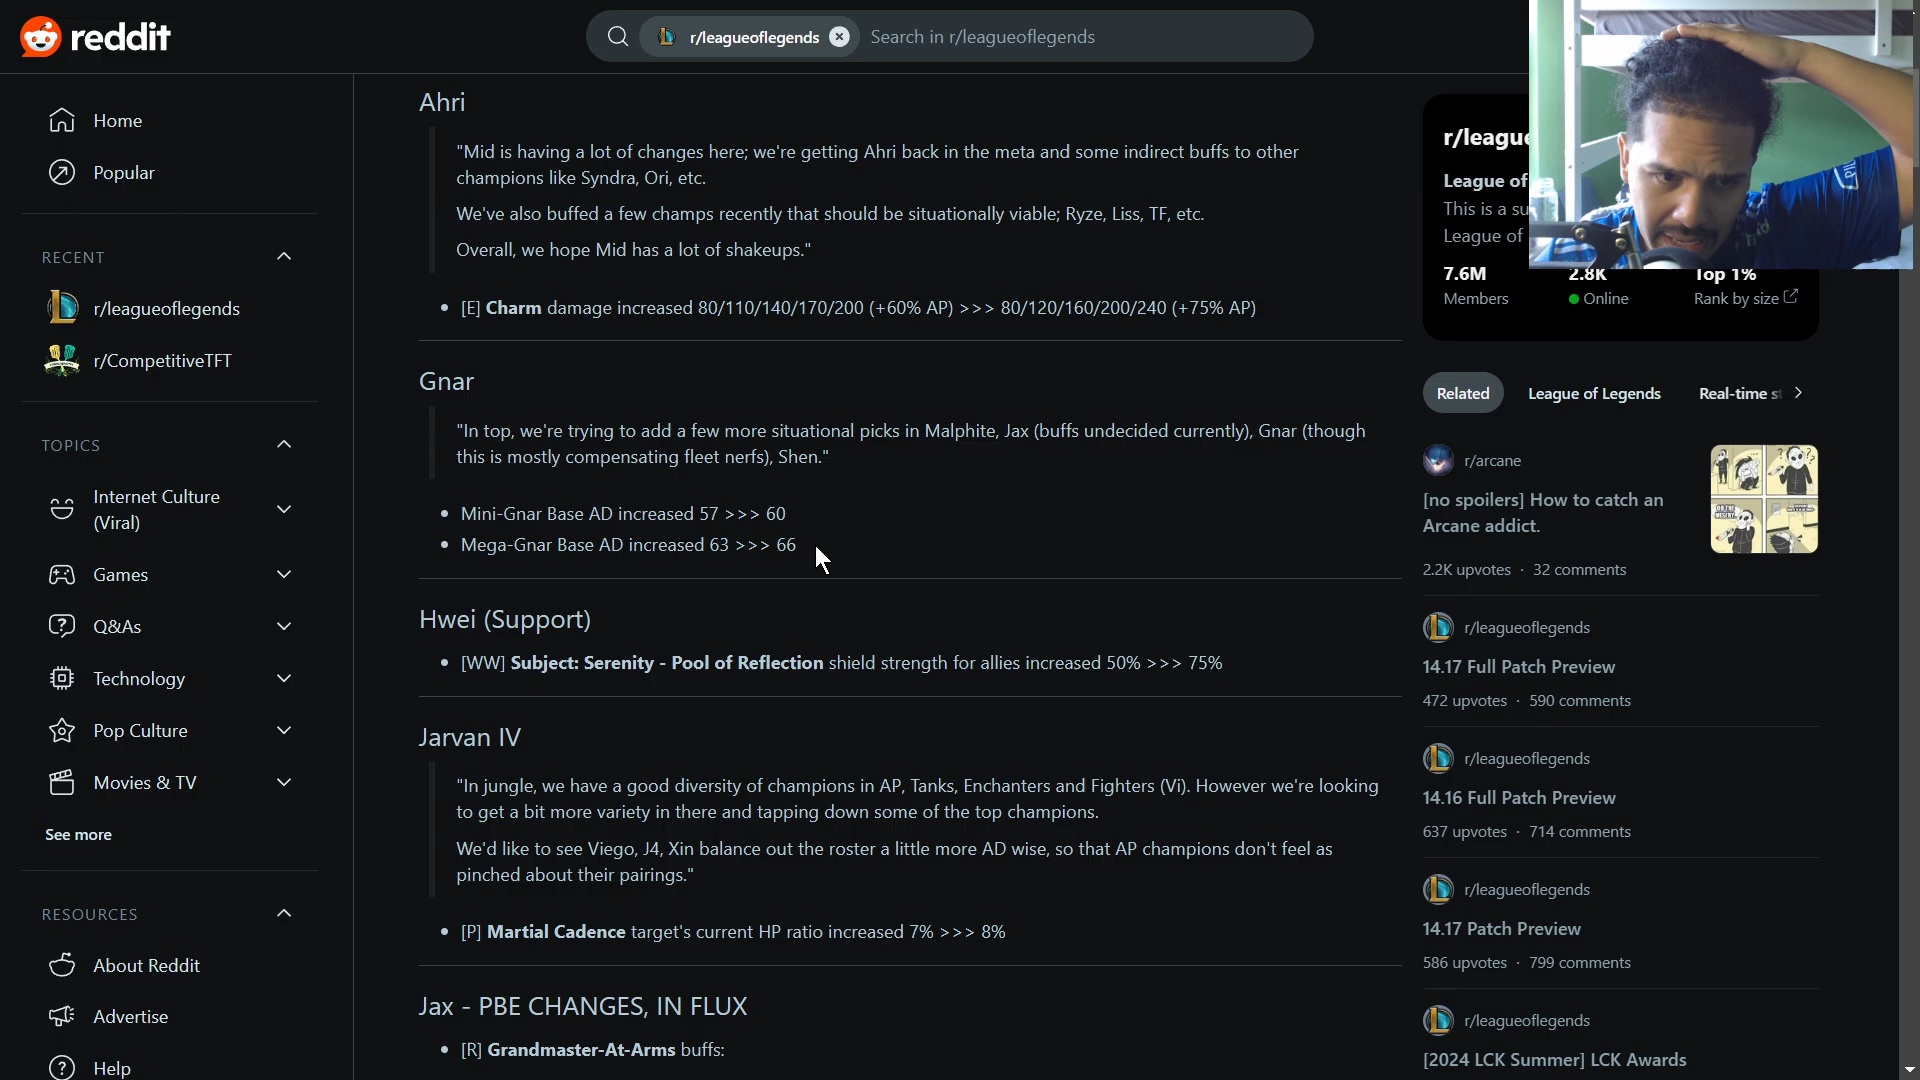 reddit
r/leagueoflegends
Search in r/leagueoflegends
Home
Popular
RECENT
r/leagueoflegends
r/CompetitiveTFT
TOPICS
Internet Culture
(Viral)
Games
Q&As
Technology
Pop Culture
Movies & TV
See more
RESOURCES
About Reddit
Advertise
Help
Ahri
"Mid is having a lot of changes here; we're getting Ahri back in the meta and some indirect buffs to other
champions like Syndra, Ori, etc.
We've also buffed a few champs recently that should be situationally viable; Ryze, Liss, TF, etc.
Overall, we hope Mid has a lot of shakeups."
• [E] Charm damage increased 80/110/140/170/200 (+60% AP) >>> 80/120/160/200/240 (+75% AP)
Gnar
"In top, we're trying to add a few more situational picks in Malphite, Jax (buffs undecided currently), Gnar (though
this is mostly compensating fleet nerfs), Shen."
• Mini-Gnar Base AD increased 57 >>> 60
• Mega-Gnar Base AD increased 63 >>> 66
Hwei (Support)
• [WW] Subject: Serenity - Pool of Reflection shield strength for allies increased 50% >>> 75%
Jarvan IV
"In jungle, we have a good diversity of champions in AP, Tanks, Enchanters and Fighters (Vi). However we're looking
to get a bit more variety in there and tapping down some of the top champions.
We'd like to see Viego, J4, Xin balance out the roster a little more AD wise, so that AP champions don't feel as
pinched about their pairings."
• [P] Martial Cadence target's current HP ratio increased 7% >>> 8%
Jax - PBE CHANGES, IN FLUX
• [R] Grandmaster-At-Arms buffs:
r/league
League of
This is a su
League of
7.6M 2.8K Top 1%
Members Online Rank by size
Related League of Legends Real-time st
r/arcane
[no spoilers] How to catch an
Arcane addict.
2.2K upvotes · 32 comments
r/leagueoflegends
14.17 Full Patch Preview
472 upvotes · 590 comments
r/leagueoflegends
14.16 Full Patch Preview
637 upvotes · 714 comments
r/leagueoflegends
14.17 Patch Preview
586 upvotes · 799 comments
r/leagueoflegends
[2024 LCK Summer] LCK Awards